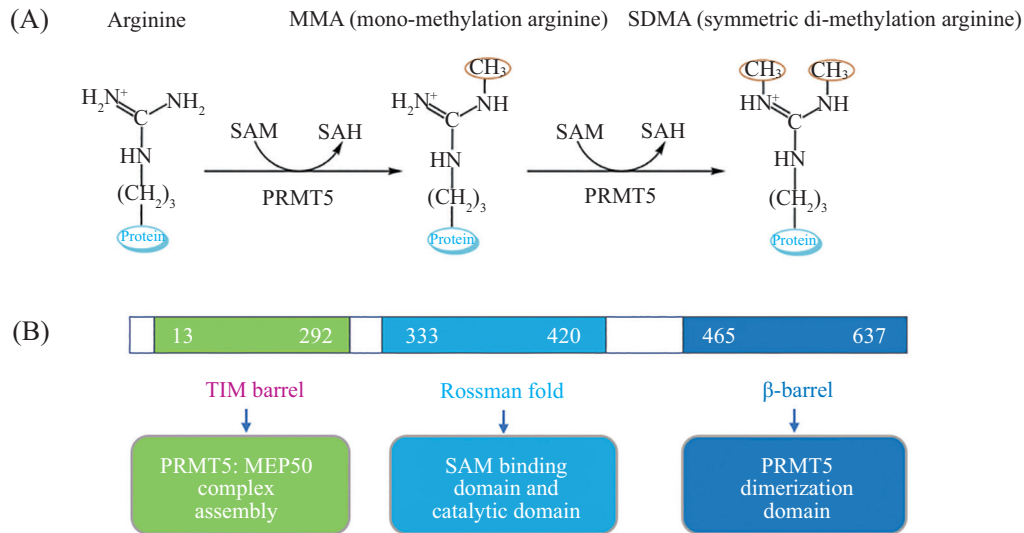 (A)
Arginine
MMA (mono-methylation arginine)
SDMA (symmetric di-methylation arginine)
H₂N⁺
NH₂
C
HN
(CH₂)₃
Protein
SAM
SAH
PRMT5
CH₃
H₂N⁺
NH
C
HN
(CH₂)₃
Protein
SAM
SAH
PRMT5
CH₃
CH₃
HN⁺
NH
C
HN
(CH₂)₃
Protein
(B)
13 292 333 420 465 637
TIM barrel
Rossman fold
β-barrel
PRMT5: MEP50
complex
assembly
SAM binding
domain and
catalytic domain
PRMT5
dimerization
domain